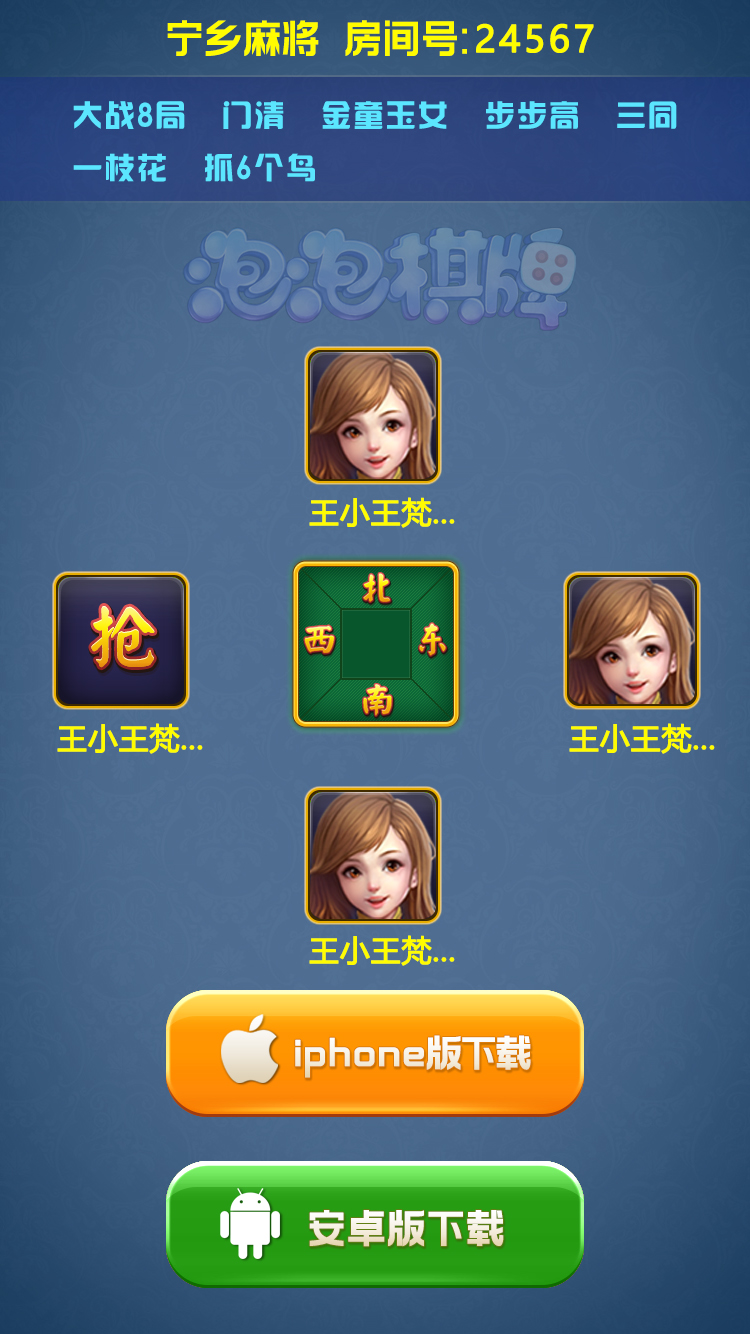 宁乡麻将 房间号:24567
大战8局 门清 金童玉女 步步高 三同
一枝花 抓6个鸟
泡泡棋牌
王小王梵...
抢
北
西 东
南
王小王梵... 王小王梵...
王小王梵...
iphone版下载
安卓版下载